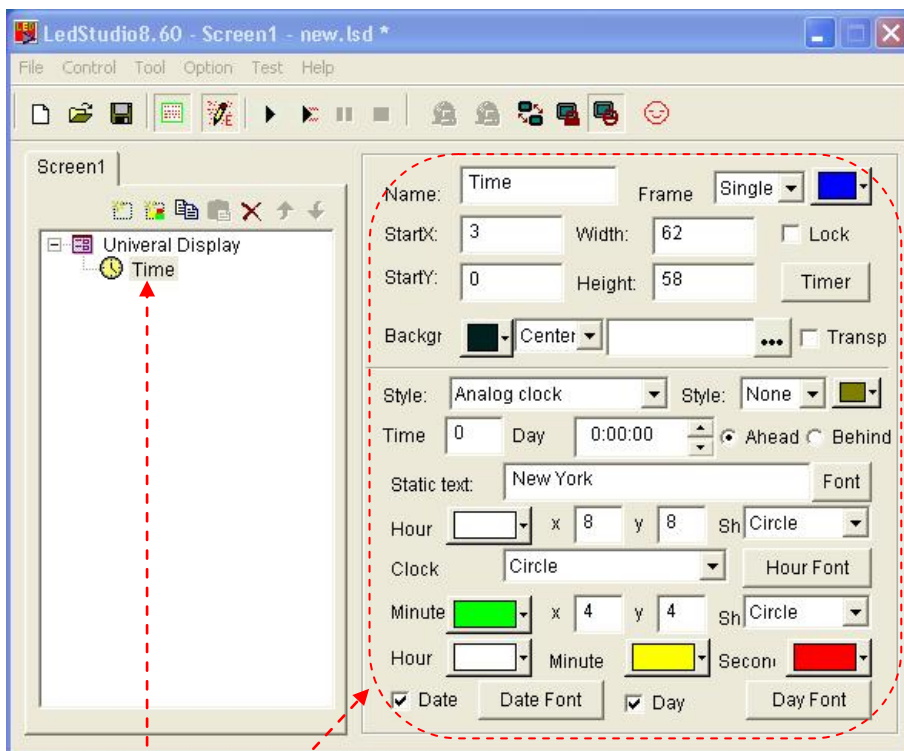 LedStudio8.60 - Screen1 - new.lsd *
File Control Tool Option Test Help
Screen1
Univeral Display
Time
Name: Time Frame Single
StartX: 3 Width: 62 Lock
StartY: 0 Height: 58 Timer
Backgr Center ... Transp
Style: Analog clock Style: None
Time 0 Day 0:00:00 Ahead Behind
Static text: New York Font
Hour x 8 y 8 Sh Circle
Clock Circle Hour Font
Minute x 4 y 4 Sh Circle
Hour Minute Secon
Date Date Font Day Day Font